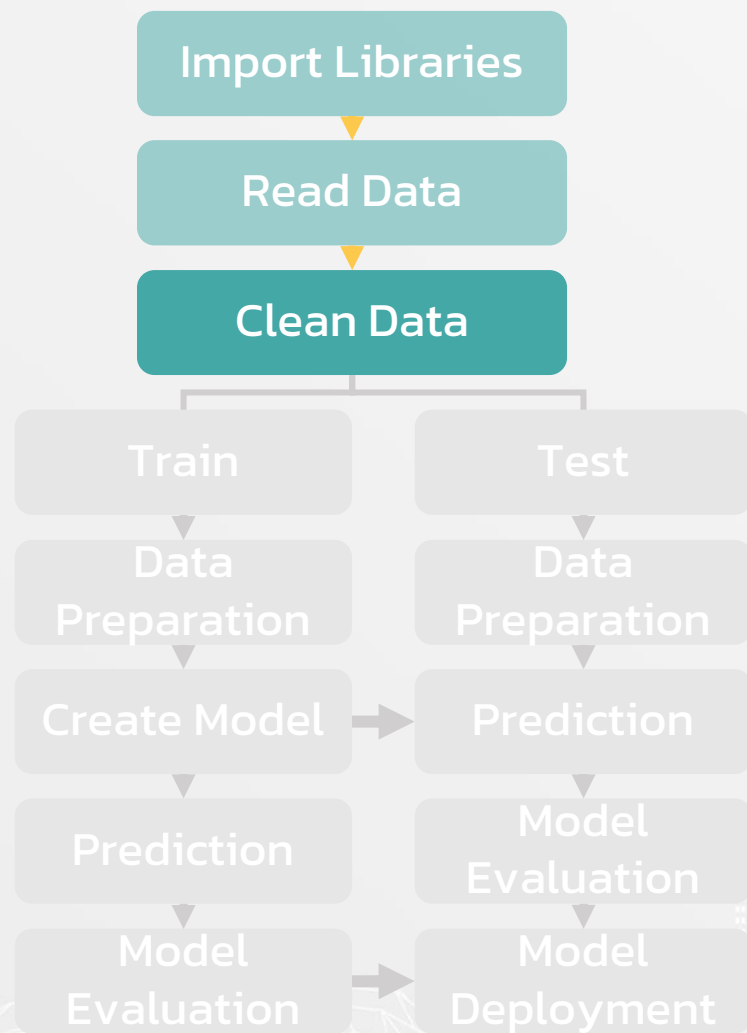 Import Libraries
Read Data
Clean Data
Train
Test
Data
Preparation
Data
Preparation
Create Model
Prediction
Prediction
Model
Evaluation
Model
Evaluation
Model
Deployment